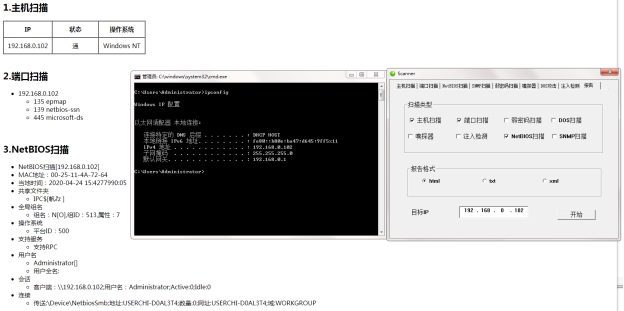 1.主机扫描
IP 状态 操作系统
192.168.0.102 通 Windows NT
2.端口扫描
192.168.0.102
135 epmap
139 netbios-ssn
445 microsoft-ds
3.NetBIOS扫描
NetBIOS扫描[192.168.0.102]
MAC地址：00-25-11-4A-72-64
当地时间：2020-04-24 15:4277990:05
共享文件夹
IPC$[
全局组名
组名：N[O],组ID：513,属性：7
操作系统
平台ID：500
支持服务
支持RPC
用户名
Administrator[]
用户全名:
会话
客户端：\\192.168.0.102;用户名：Administrator;Active:0;Idle:0
连接
传送:\Device\NetbiosSmb;地址:USERCHI-D0AL3T4;数量:0;网址:USERCHI-D0AL3T4;域:WORKGROUP
管理员: C:\windows\system32\cmd.exe
C:\Users\Administrator>ipconfig
Windows IP 配置
以太网适配器 本地连接:
连接特定的 DNS 后缀 . . . . . . . : DHCP HOST
本地链接 IPv6 地址. . . . . . . . :
IPv4 地址 . . . . . . . . . . . . : 192.168.0.102
子网掩码 . . . . . . . . . . . . : 255.255.255.0
默认网关. . . . . . . . . . . . . : 192.168.0.1
C:\Users\Administrator>
Scanner
主机扫描 端口扫描 NetBIOS扫描 SNMP扫描 弱密码扫描 嗅探器 DOS攻击 注入检测 报告
扫描类型
主机扫描 端口扫描 弱密码扫描 DOS扫描
嗅探器 注入检测 NetBIOS扫描 SNMP扫描
报告格式
html txt xml
目标IP 192 . 168 . 0 . 102 开始